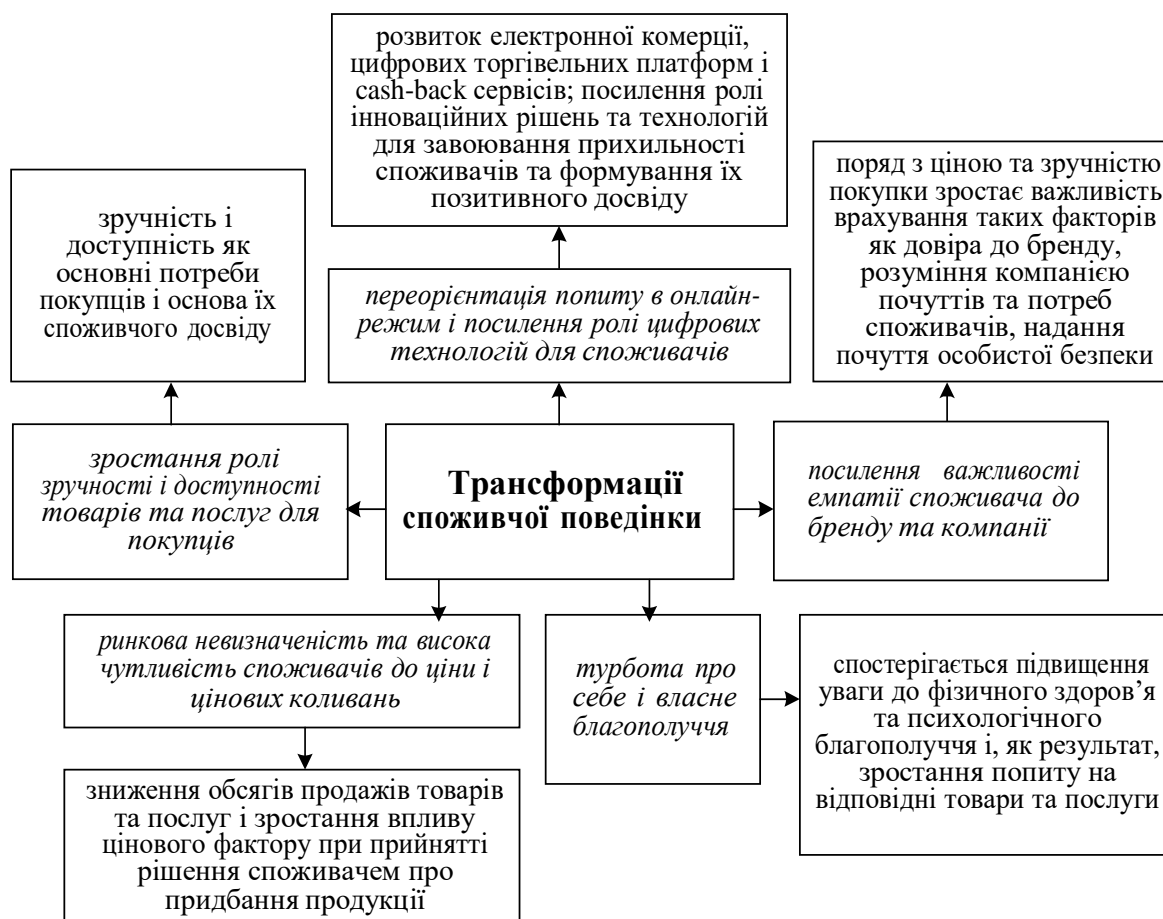 розвиток електронної комерції,
цифрових торгівельних платформ і
cash-back сервісів; посилення ролі
інноваційних рішень та технологій
для завоювання прихильності
споживачів та формування їх
позитивного досвіду
зручність і
доступність як
основні потреби
покупців і основа їх
споживчого досвіду
поряд з ціною та зручністю
покупки зростає важливість
врахування таких факторів
як довіра до бренду,
розуміння компанією
почуттів та потреб
споживачів, надання
почуття особистої безпеки
переорієнтація попиту в онлайн-
режим і посилення ролі цифрових
технологій для споживачів
зростання ролі
зручності і доступності
товарів та послуг для
покупців
Трансформації
споживчої поведінки
посилення важливості
емпатії споживача до
бренду та компанії
ринкова невизначеність та висока
чутливість споживачів до ціни і
цінових коливань
турбота про
себе і власне
благополуччя
спостерігається підвищення
уваги до фізичного здоров’я
та психологічного
благополуччя і, як результат,
зростання попиту на
відповідні товари та послуги
зниження обсягів продажів товарів
та послуг і зростання впливу
цінового фактору при прийнятті
рішення споживачем про
придбання продукції